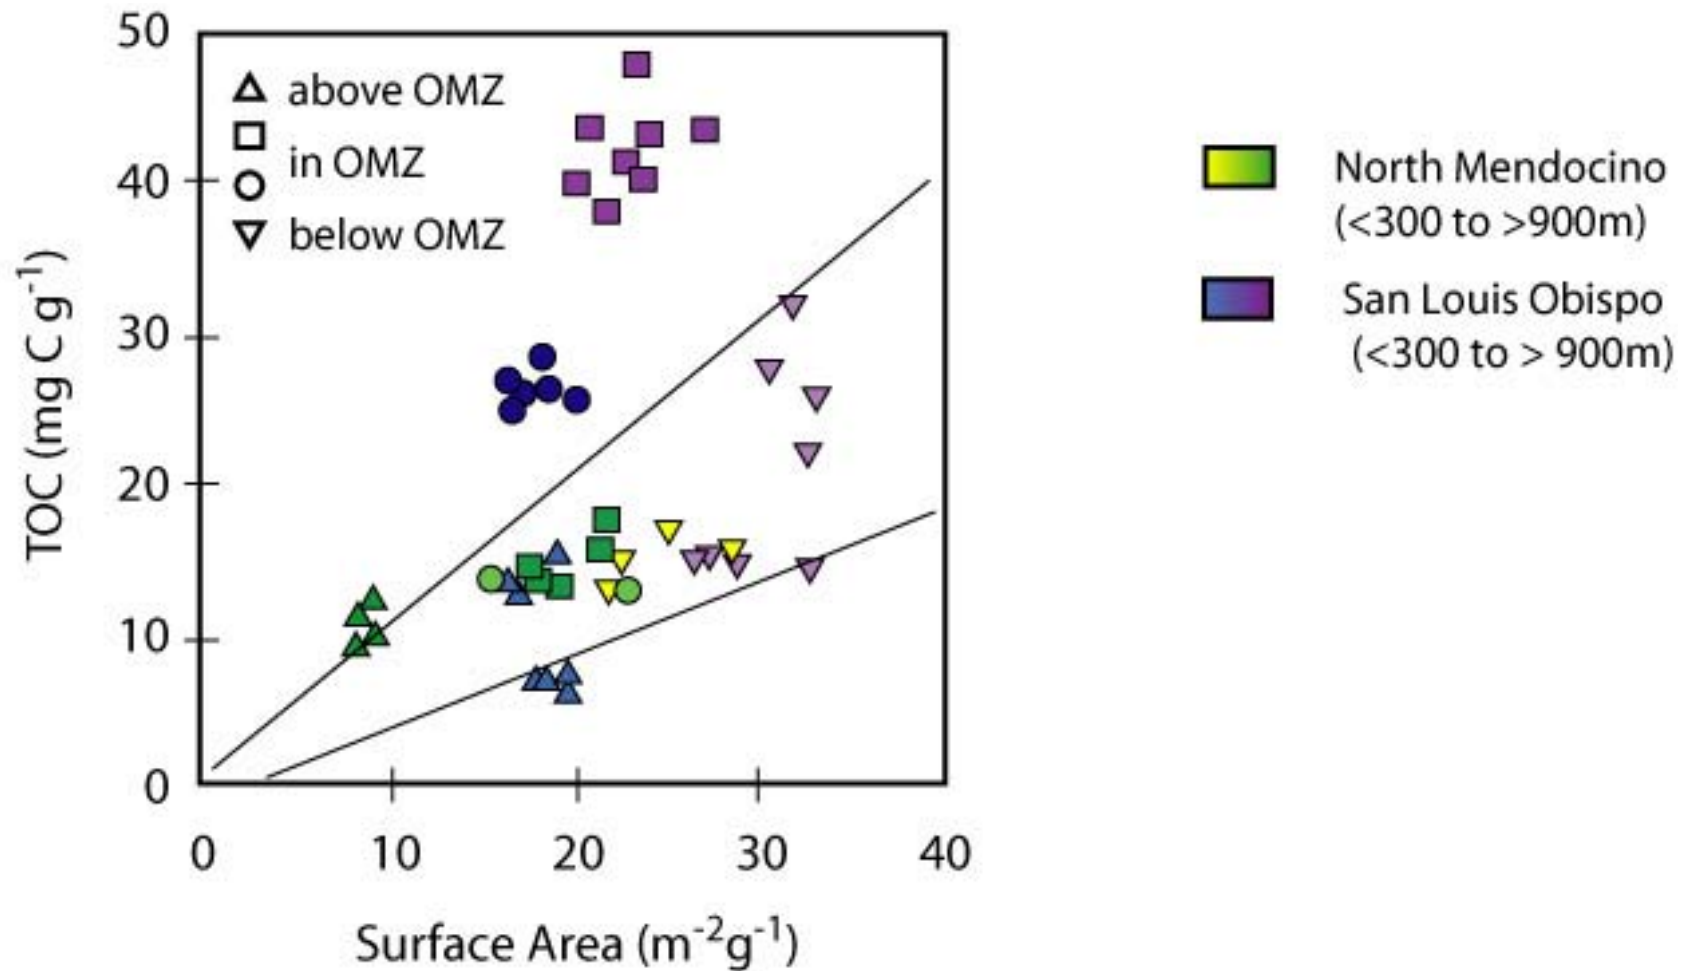 50
above OMZ
in OMZ
below OMZ
40
30
20
10
0
0 10 20 30 40
TOC (mg C g⁻¹)
Surface Area (m⁻²g⁻¹)
North Mendocino
(<300 to >900m)
San Louis Obispo
(<300 to > 900m)